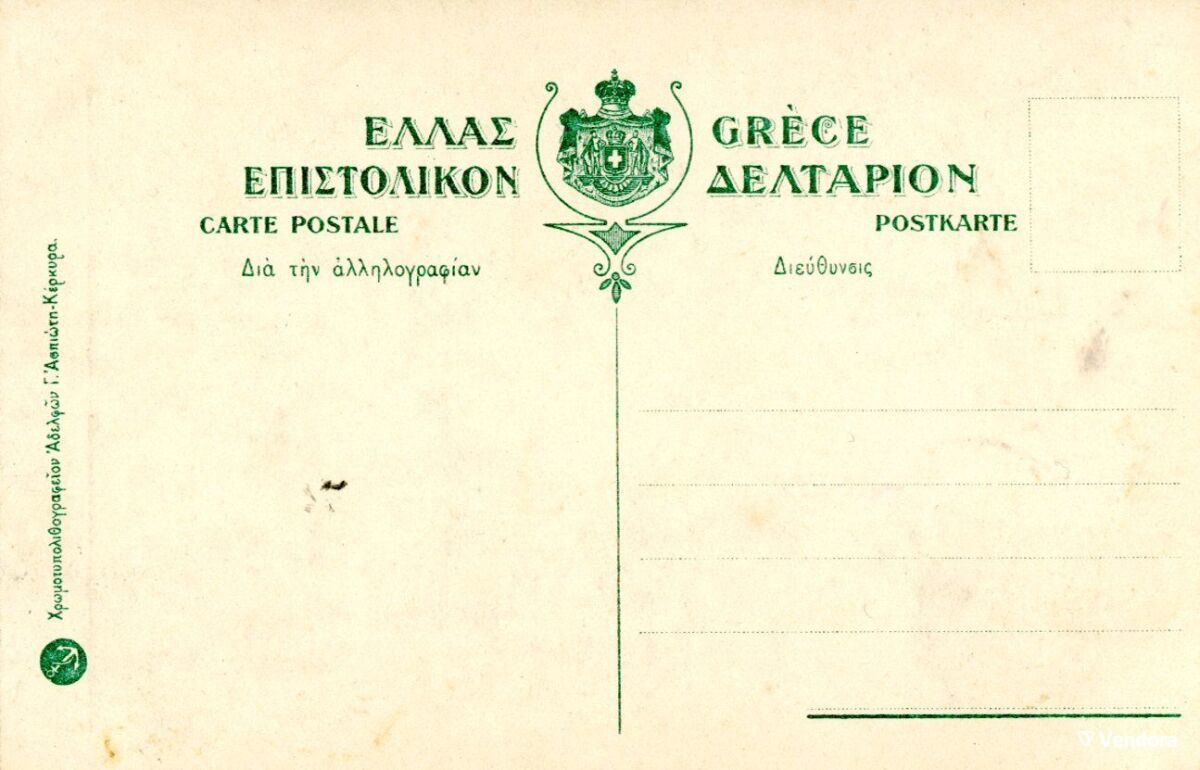 ΕΛΛΑΣ GRÈCE
ΕΠΙΣΤΟΛΙΚΟΝ ΔΕΛΤΑΡΙΟΝ
CARTE POSTALE POSTKARTE
Διὰ τὴν ἀλληλογραφίαν Διεύθυνσις
Χρωμοτυπολιθογραφεῖον Ἀδελφῶν Γ. Ἀσπιώτη-Κέρκυρα.
Vendora